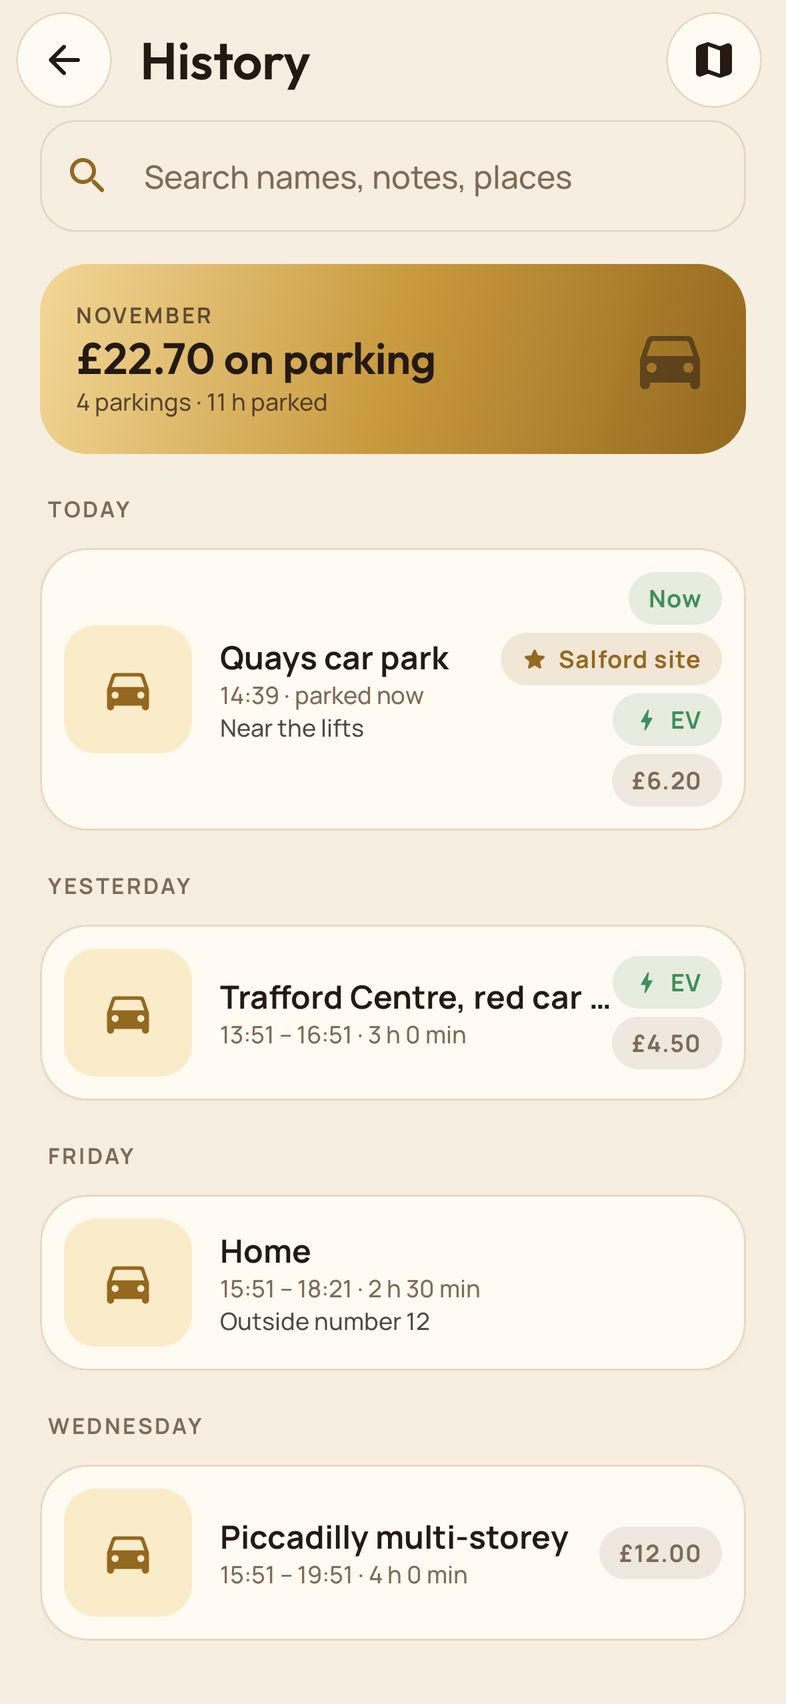 History
Search names, notes, places
NOVEMBER
£22.70 on parking
4 parkings · 11 h parked
TODAY
Now
Quays car park
Salford site
14:39 · parked now
EV
Near the lifts
£6.20
YESTERDAY
Trafford Centre, red car ...
EV
13:51 – 16:51 · 3 h 0 min
£4.50
FRIDAY
Home
15:51 – 18:21 · 2 h 30 min
Outside number 12
WEDNESDAY
Piccadilly multi-storey
£12.00
15:51 – 19:51 · 4 h 0 min